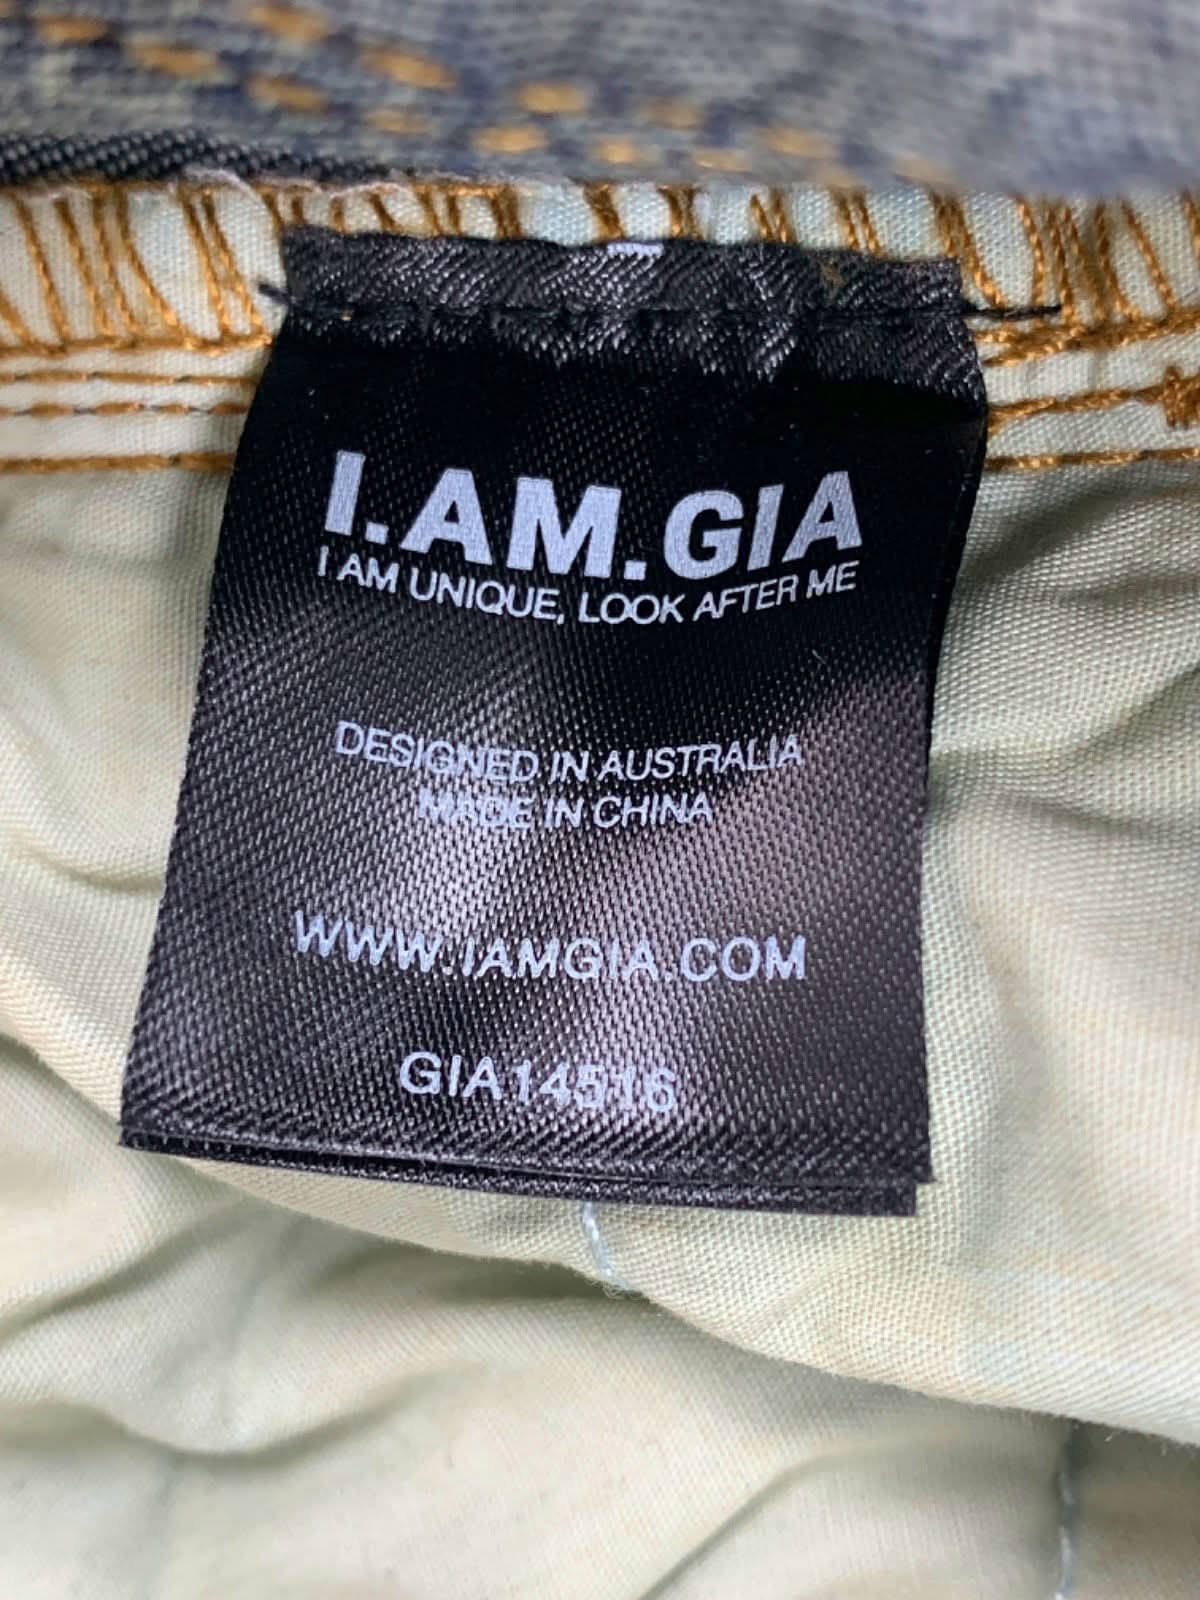 I.AM.GIA
I AM UNIQUE, LOOK AFTER ME
DESIGNED IN AUSTRALIA
MADE IN CHINA
WWW.IAMGIA.COM
GIA14516